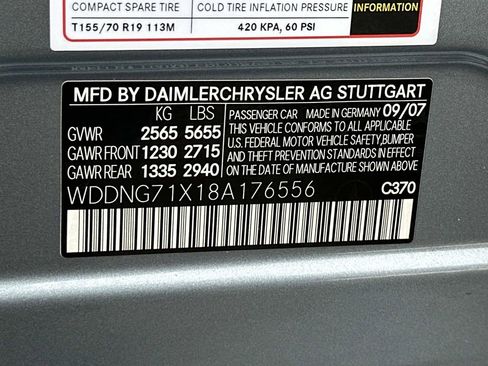 COMPACT SPARE TIRE COLD TIRE INFLATION PRESSURE INFORMATION
T155/70 R19 113M 420 KPA, 60 PSI
MFD BY DAIMLERCHRYSLER AG STUTTGART
KG LBS PASSENGER CAR MADE IN GERMANY 09/07
GVWR 2565 5655 THIS VEHICLE CONFORMS TO ALL APPLICABLE
GAWR FRONT 1230 2715 U.S. FEDERAL MOTOR VEHICLE SAFETY,BUMPER
AND THEFT PREVENTION STANDARDS IN EFFECT
GAWR REAR 1335 2940 ON THE DATE OF MANUFACTURE SHOWN ABOVE.
WDDNG71X18A176556 C370